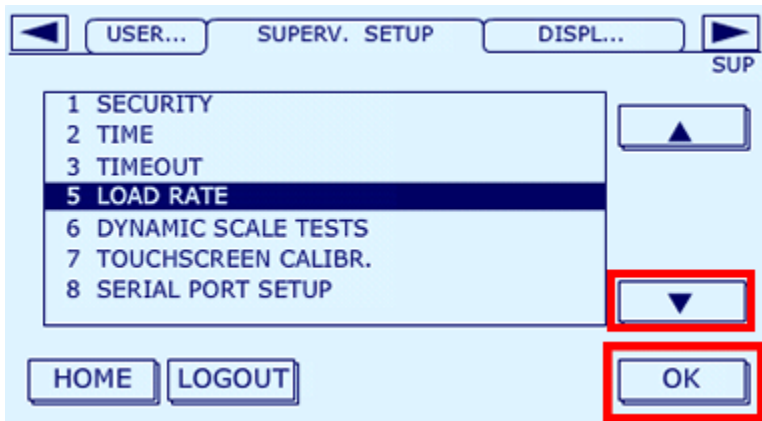 USER... SUPERV. SETUP DISPL...
SUP
1 SECURITY
2 TIME
3 TIMEOUT
5 LOAD RATE
6 DYNAMIC SCALE TESTS
7 TOUCHSCREEN CALIBR.
8 SERIAL PORT SETUP
HOME LOGOUT OK